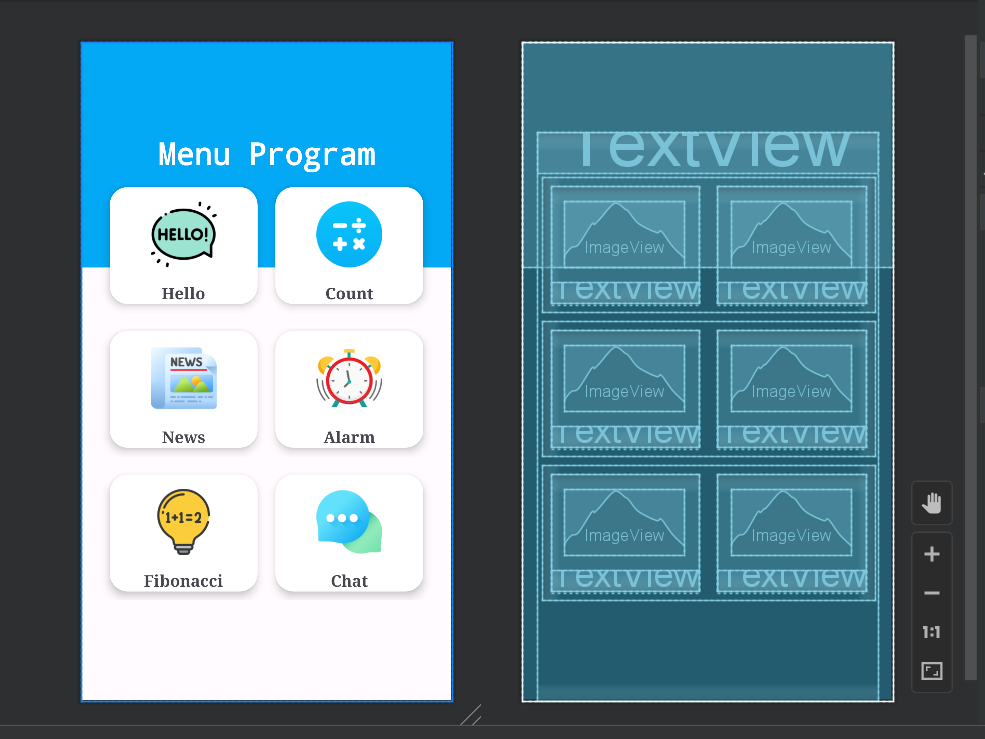 Menu Program
HELLO!
Hello
Count
NEWS
News
Alarm
1+1=2
Fibonacci
Chat
TextView
ImageView
ImageView
TextView
TextView
ImageView
ImageView
TextView
TextView
ImageView
ImageView
TextView
TextView
1:1